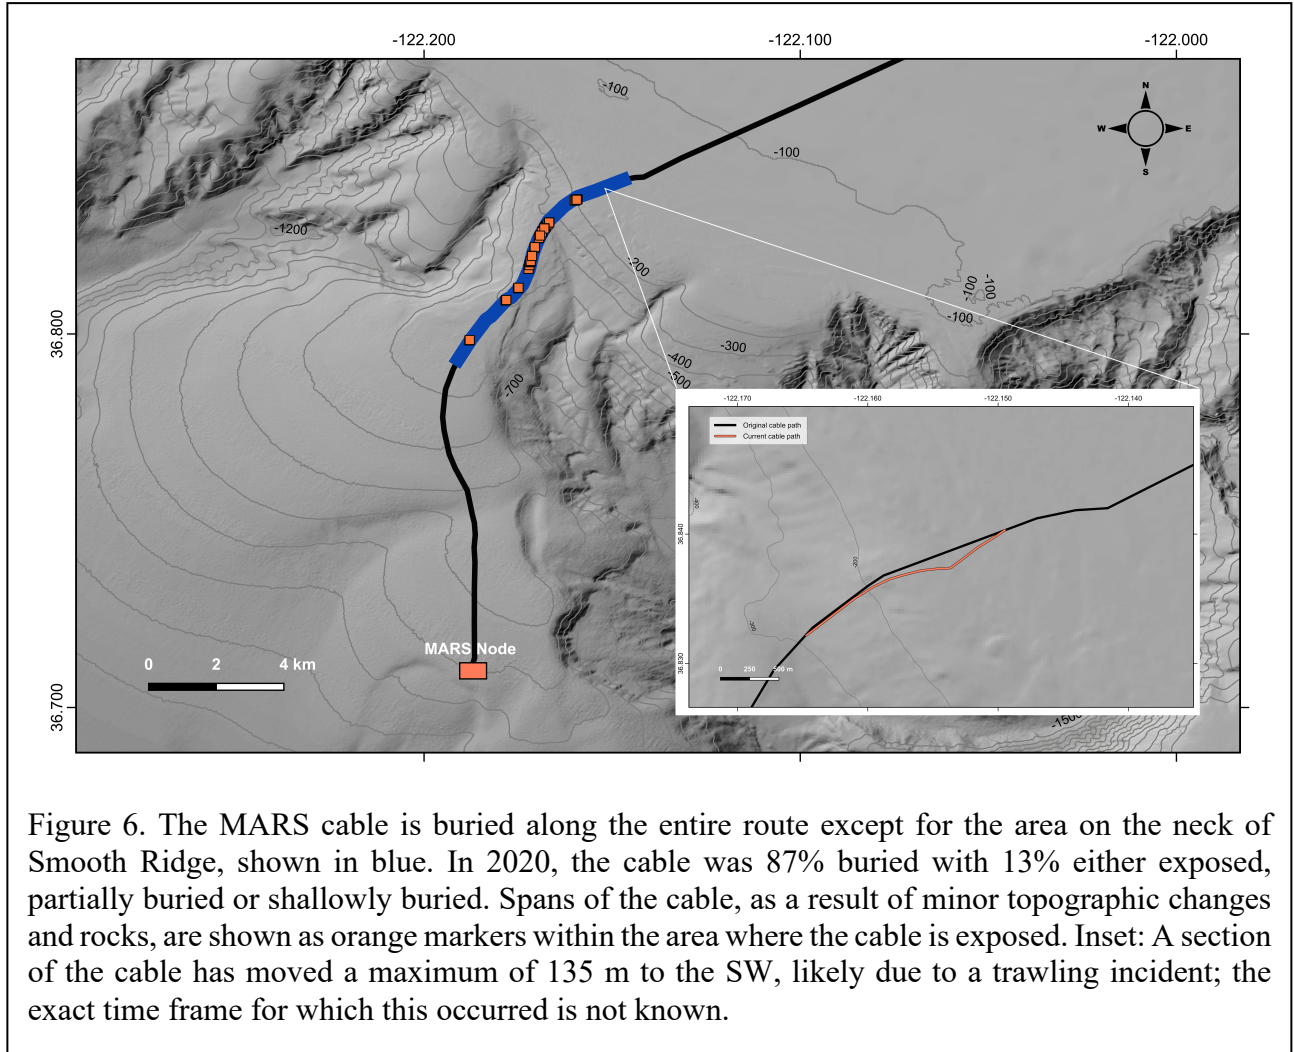 -122.200
-122.100
-122.000
-100
N
W
E
S
-100
-1200
-200
-100
-100
-100
36.800
-300
-400
-500
-700
-122.170
-122.160
-122.150
-122.140
Original cable path
Current cable path
36.840
-200
-300
36.830
0 250 500 m
MARS Node
0 2 4 km
36.700
-1500
Figure 6. The MARS cable is buried along the entire route except for the area on the neck of
Smooth Ridge, shown in blue. In 2020, the cable was 87% buried with 13% either exposed,
partially buried or shallowly buried. Spans of the cable, as a result of minor topographic changes
and rocks, are shown as orange markers within the area where the cable is exposed. Inset: A section
of the cable has moved a maximum of 135 m to the SW, likely due to a trawling incident; the
exact time frame for which this occurred is not known.